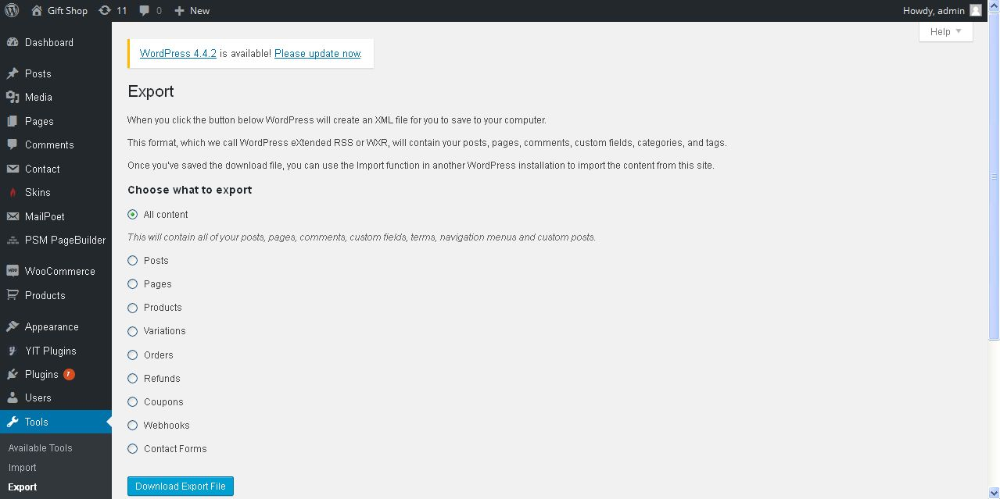 Gift Shop 11 0 New Howdy, admin
Help
Dashboard
Posts
Media
Pages
Comments
Contact
Skins
MailPoet
PSM PageBuilder
WooCommerce
Products
Appearance
YIT Plugins
Plugins 7
Users
Tools
Available Tools
Import
Export
WordPress 4.4.2 is available! Please update now.
Export
When you click the button below WordPress will create an XML file for you to save to your computer.
This format, which we call WordPress eXtended RSS or WXR, will contain your posts, pages, comments, custom fields, categories, and tags.
Once you've saved the download file, you can use the Import function in another WordPress installation to import the content from this site.
Choose what to export
All content
This will contain all of your posts, pages, comments, custom fields, terms, navigation menus and custom posts.
Posts
Pages
Products
Variations
Orders
Refunds
Coupons
Webhooks
Contact Forms
Download Export File